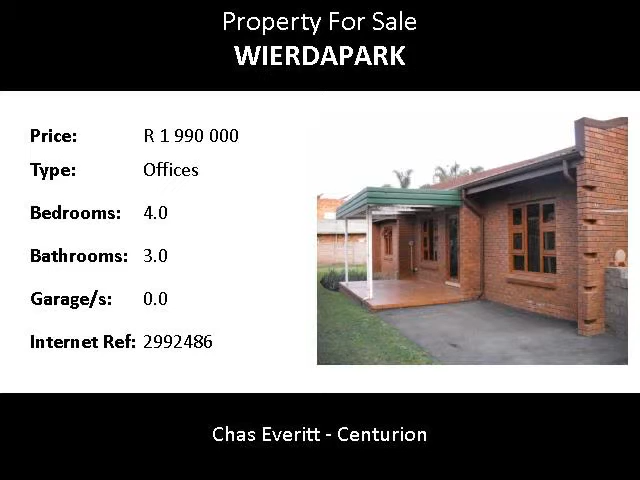 Property For Sale
WIERDAPARK
Price: R 1 990 000
Type: Offices
Bedrooms: 4.0
Bathrooms: 3.0
Garage/s: 0.0
Internet Ref: 2992486
Chas Everitt - Centurion